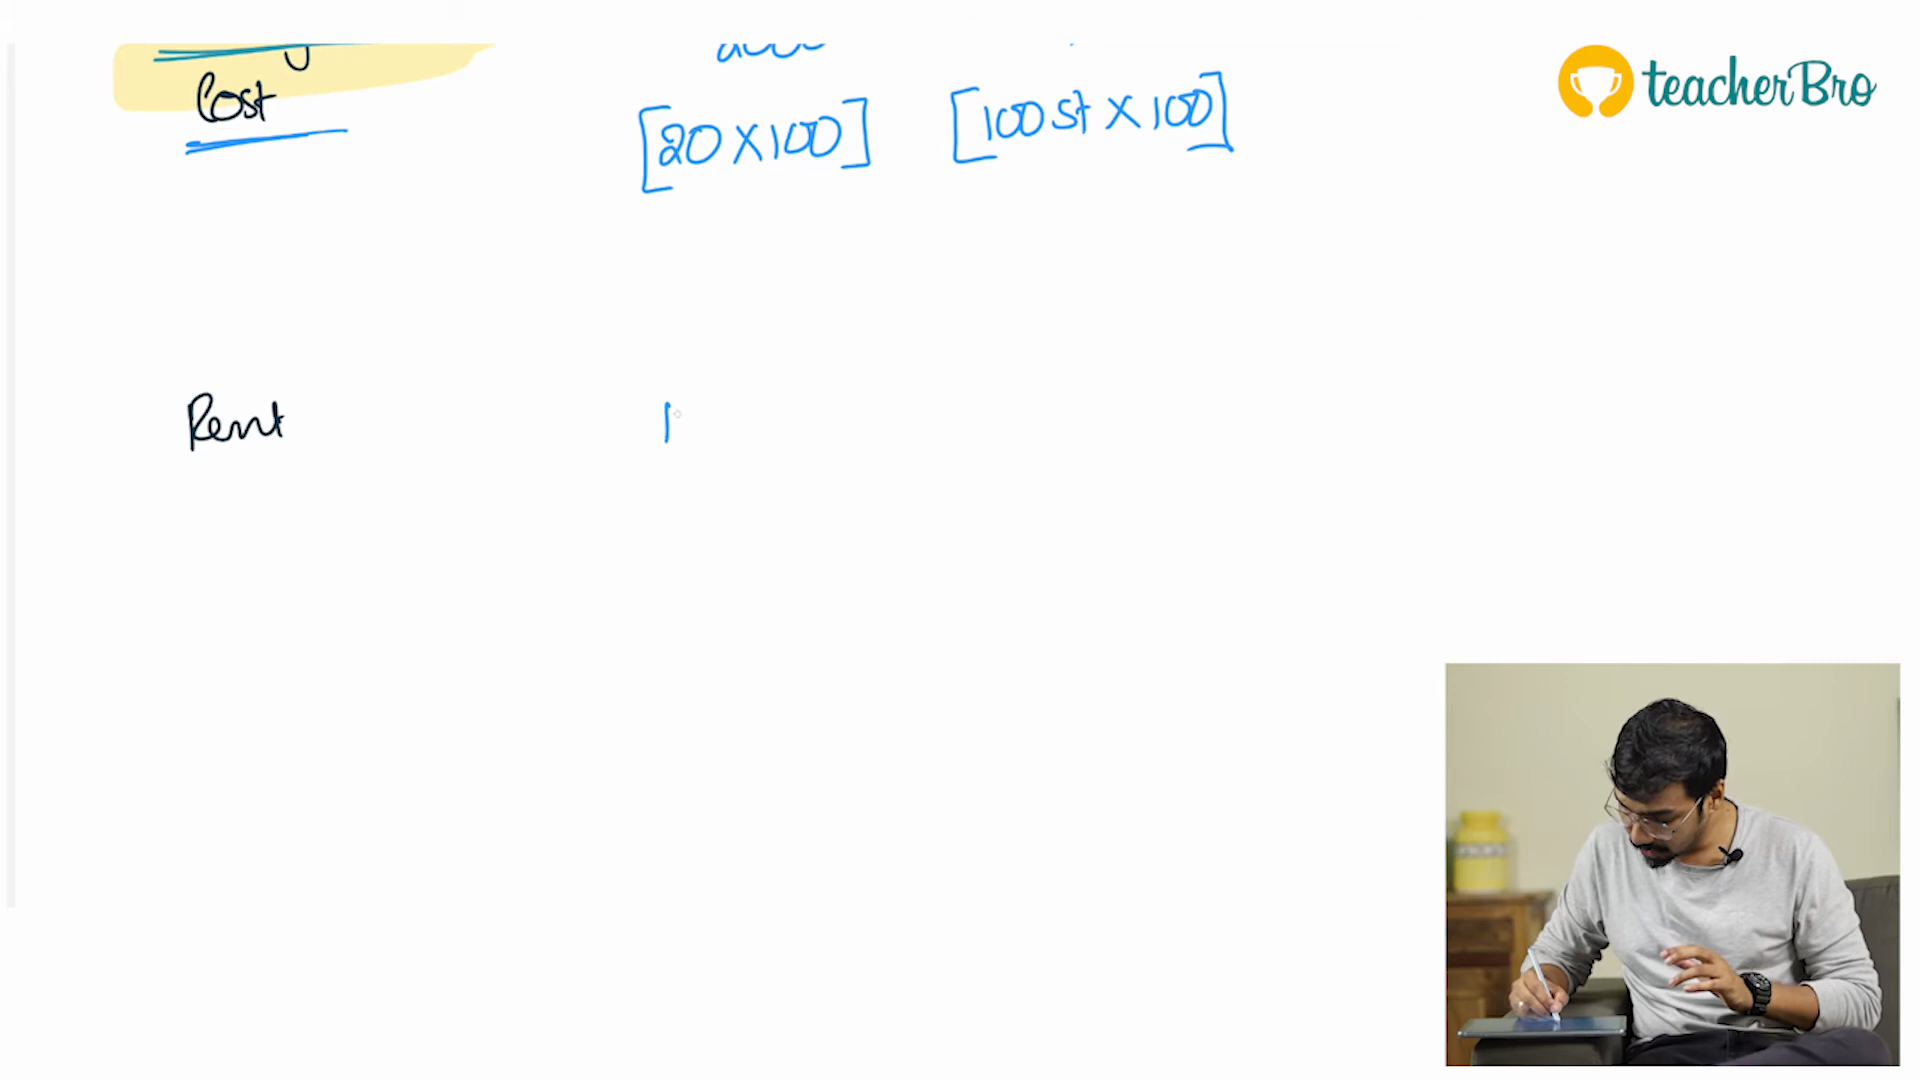 teacherBro
Cost
[20 X 100] [100 st X 100]
Rent